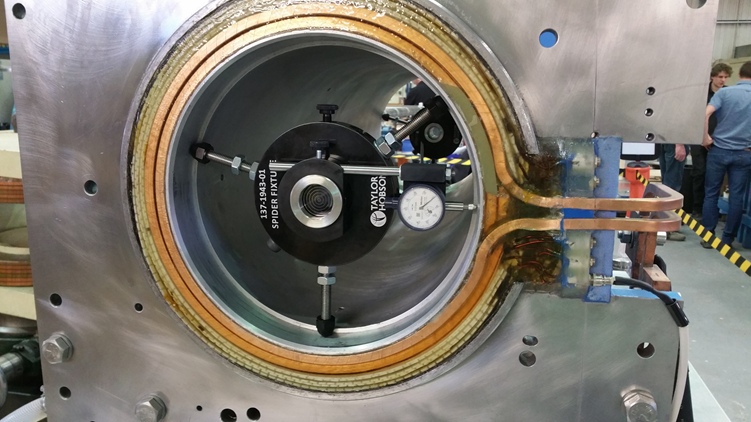 137-1943-01
SPIDER FIXTURE
TAYLOR
HOBSON